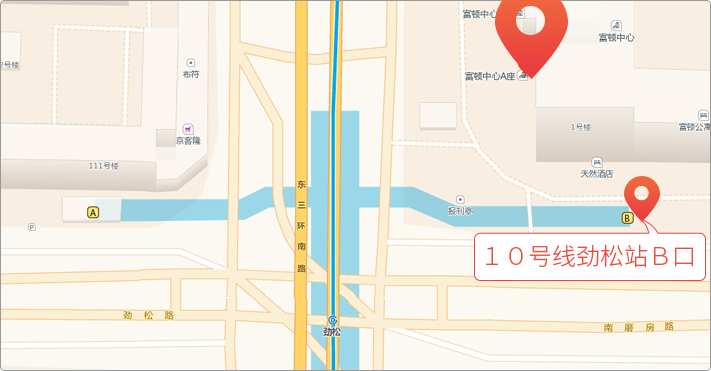 富顿中心
富顿中心
富顿中心A座
2号楼
布符
京客隆
1号楼
富顿公寓
111号楼
天然酒店
东三环南路
A
报刊亭
B
P
10号线劲松站B口
劲松路
劲松
南磨房路